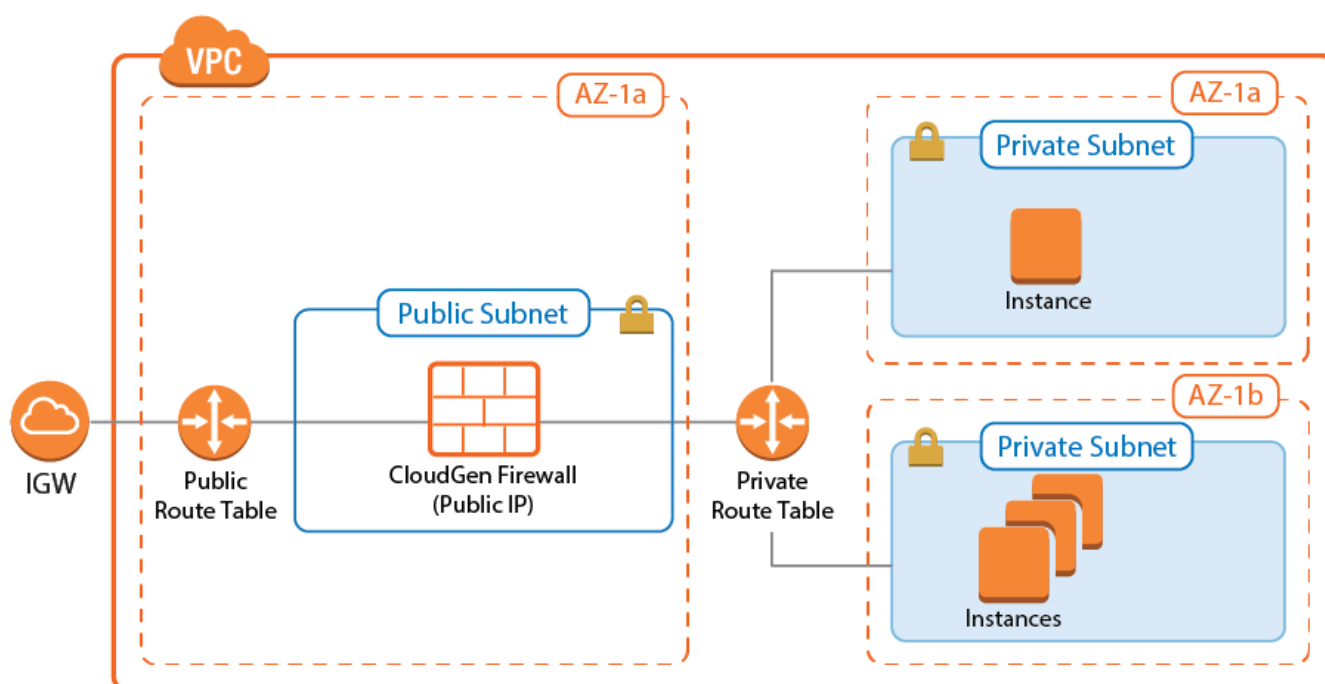 VPC
AZ-1a
AZ-1a
Private Subnet
Instance
Public Subnet
CloudGen Firewall
(Public IP)
IGW
Public
Route Table
Private
Route Table
AZ-1b
Private Subnet
Instances